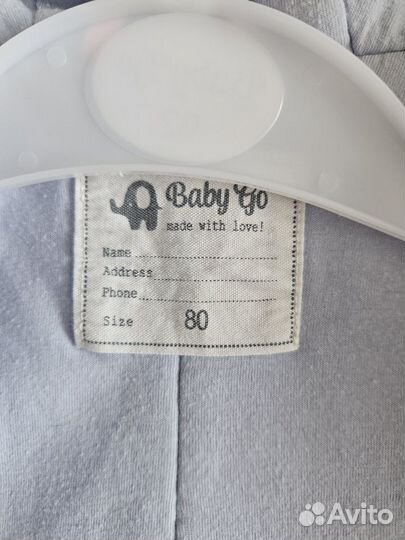 Baby Go
made with love!
Name
Address
Phone
Size 80
Avito